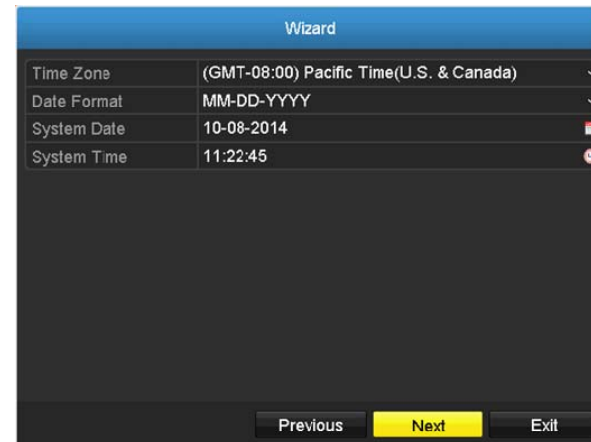 Wizard
Time Zone (GMT-08:00) Pacific Time(U.S. & Canada)
Date Format MM-DD-YYYY
System Date 10-08-2014
System Time 11:22:45
Previous Next Exit